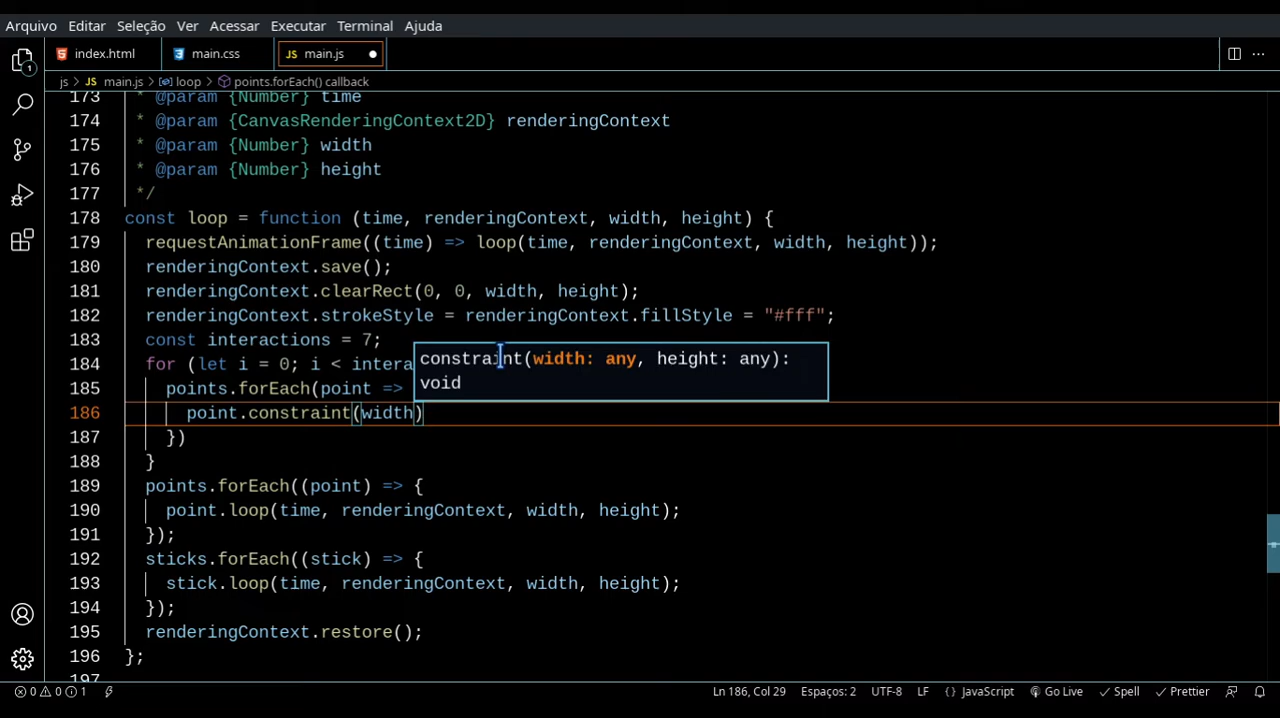 Arquivo Editar Seleção Ver Acessar Executar Terminal Ajuda
index.html main.css JS main.js
js > JS main.js > loop > points.forEach() callback
173 * @param {Number} time
174 * @param {CanvasRenderingContext2D} renderingContext
175 * @param {Number} width
176 * @param {Number} height
177 */
178 const loop = function (time, renderingContext, width, height) {
179 requestAnimationFrame((time) => loop(time, renderingContext, width, height));
180 renderingContext.save();
181 renderingContext.clearRect(0, 0, width, height);
182 renderingContext.strokeStyle = renderingContext.fillStyle = "#fff";
183 const interactions = 7;
constraint(width: any, height: any):
void
184 for (let i = 0; i < intera
185 points.forEach(point =>
186 point.constraint(width)
187 })
188 }
189 points.forEach((point) => {
190 point.loop(time, renderingContext, width, height);
191 });
192 sticks.forEach((stick) => {
193 stick.loop(time, renderingContext, width, height);
194 });
195 renderingContext.restore();
196 };
197
1
0 0 1 Ln 186, Col 29 Espaços: 2 UTF-8 LF {} JavaScript Go Live Spell Prettier